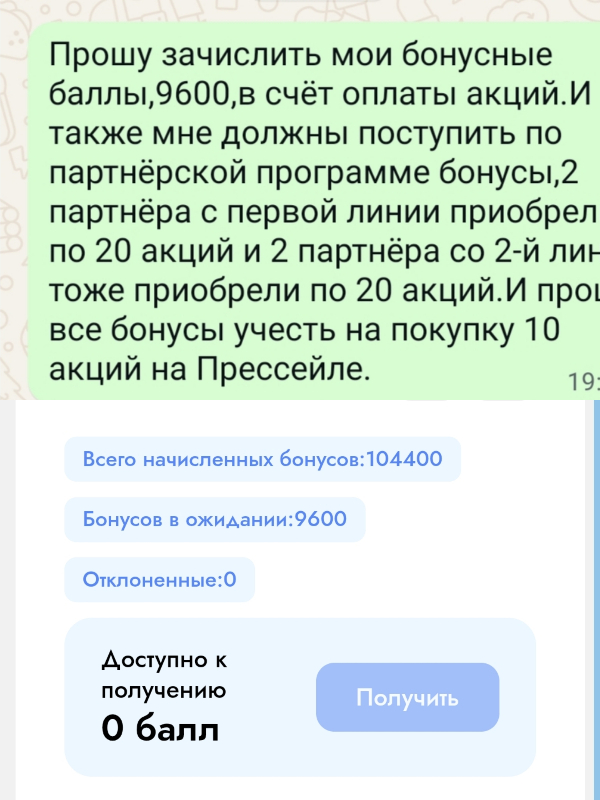 Прошу зачислить мои бонусные
баллы,9600,в счёт оплаты акций.И
также мне должны поступить по
партнёрской программе бонусы,2
партнёра с первой линии приобрел
по 20 акций и 2 партнёра со 2-й лин
тоже приобрели по 20 акций.И про
все бонусы учесть на покупку 10
акций на Прессейле.
19:
Всего начисленных бонусов:104400
Бонусов в ожидании:9600
Отклоненные:0
Доступно к
получению
0 балл
Получить